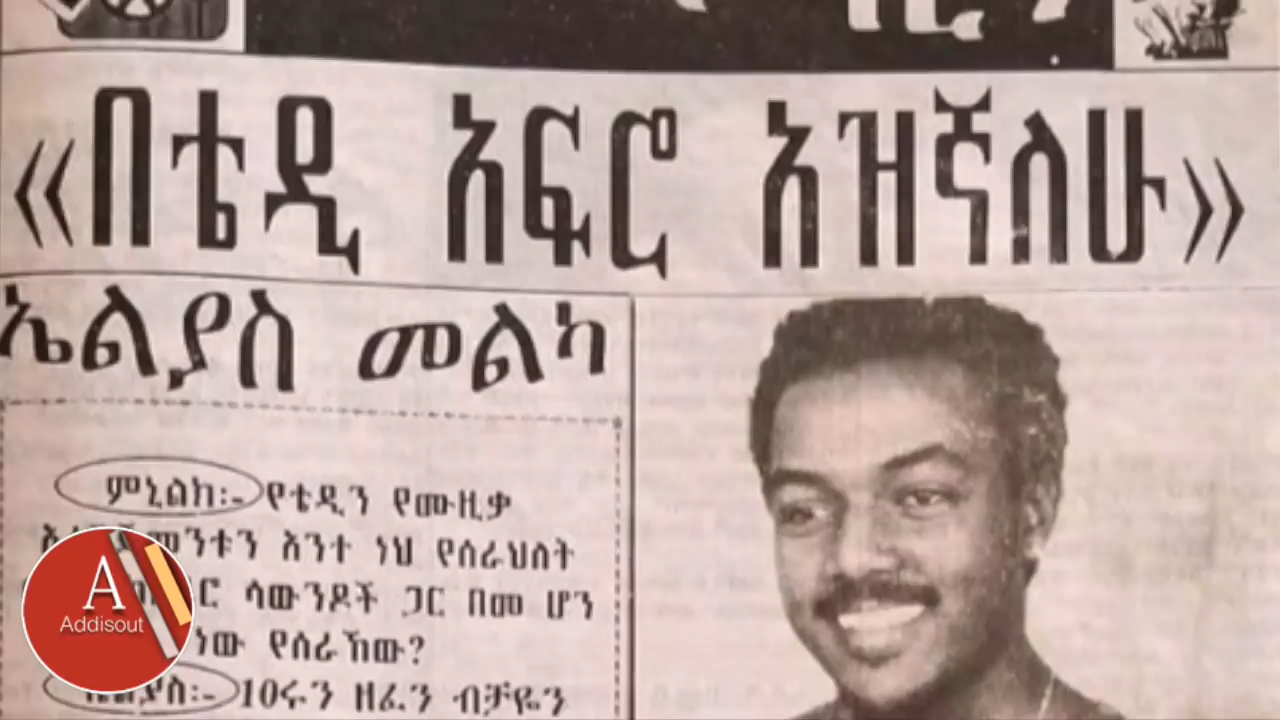 «በቴዲ አፍሮ አዝኛለሁ»
ኤልያስ መልካ
ምኒልክ፡- የቴዲን የሙዚቃ
አንተ ነህ የሰራህለት
ሳውንዶች ጋር በመ ሆን
ነው የሰራኸው?
ኤልያስ፡- 10ሩን ዘፈን ብቻዬን
A
Addisout